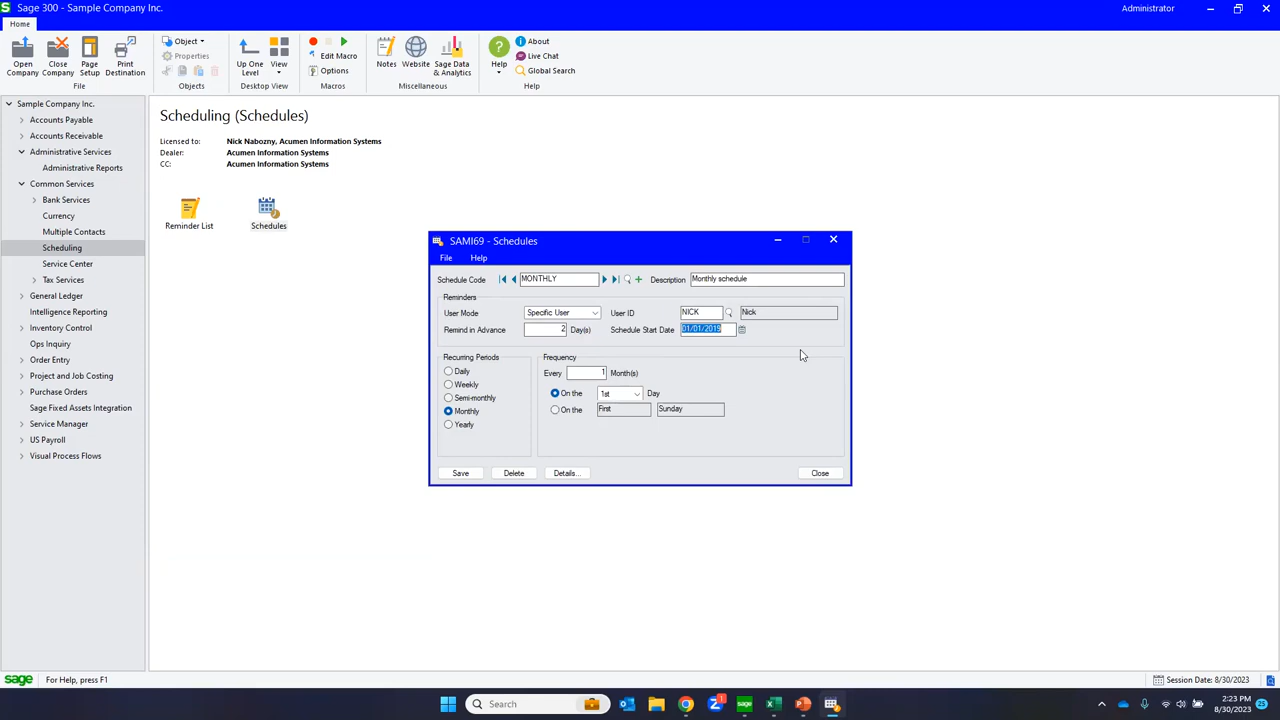 Sage 300 - Sample Company Inc.
Administrator
Home
Open Company
Close Company
Page Setup
Print Destination
File
Object
Properties
Objects
Up One Level
View
Desktop View
Edit Macro
Options
Macros
Notes
Website
Sage Data & Analytics
Miscellaneous
Help
About
Live Chat
Global Search
Help
Sample Company Inc.
Accounts Payable
Accounts Receivable
Administrative Services
Administrative Reports
Common Services
Bank Services
Currency
Multiple Contacts
Scheduling
Service Center
Tax Services
General Ledger
Intelligence Reporting
Inventory Control
Ops Inquiry
Order Entry
Project and Job Costing
Purchase Orders
Sage Fixed Assets Integration
Service Manager
US Payroll
Visual Process Flows
Scheduling (Schedules)
Licensed to: Nick Nabozny, Acumen Information Systems
Dealer: Acumen Information Systems
CC: Acumen Information Systems
Reminder List
Schedules
SAMI69 - Schedules
File Help
Schedule Code MONTHLY Description Monthly schedule
Reminders
User Mode Specific User User ID NICK Nick
Remind in Advance 2 Day(s) Schedule Start Date 01/01/2019
Recurring Periods
Daily
Weekly
Semi-monthly
Monthly
Yearly
Frequency
Every 1 Month(s)
On the 1st Day
On the First Sunday
Save Delete Details... Close
sage For Help, press F1
Session Date: 8/30/2023
Search
2:23 PM
8/30/2023